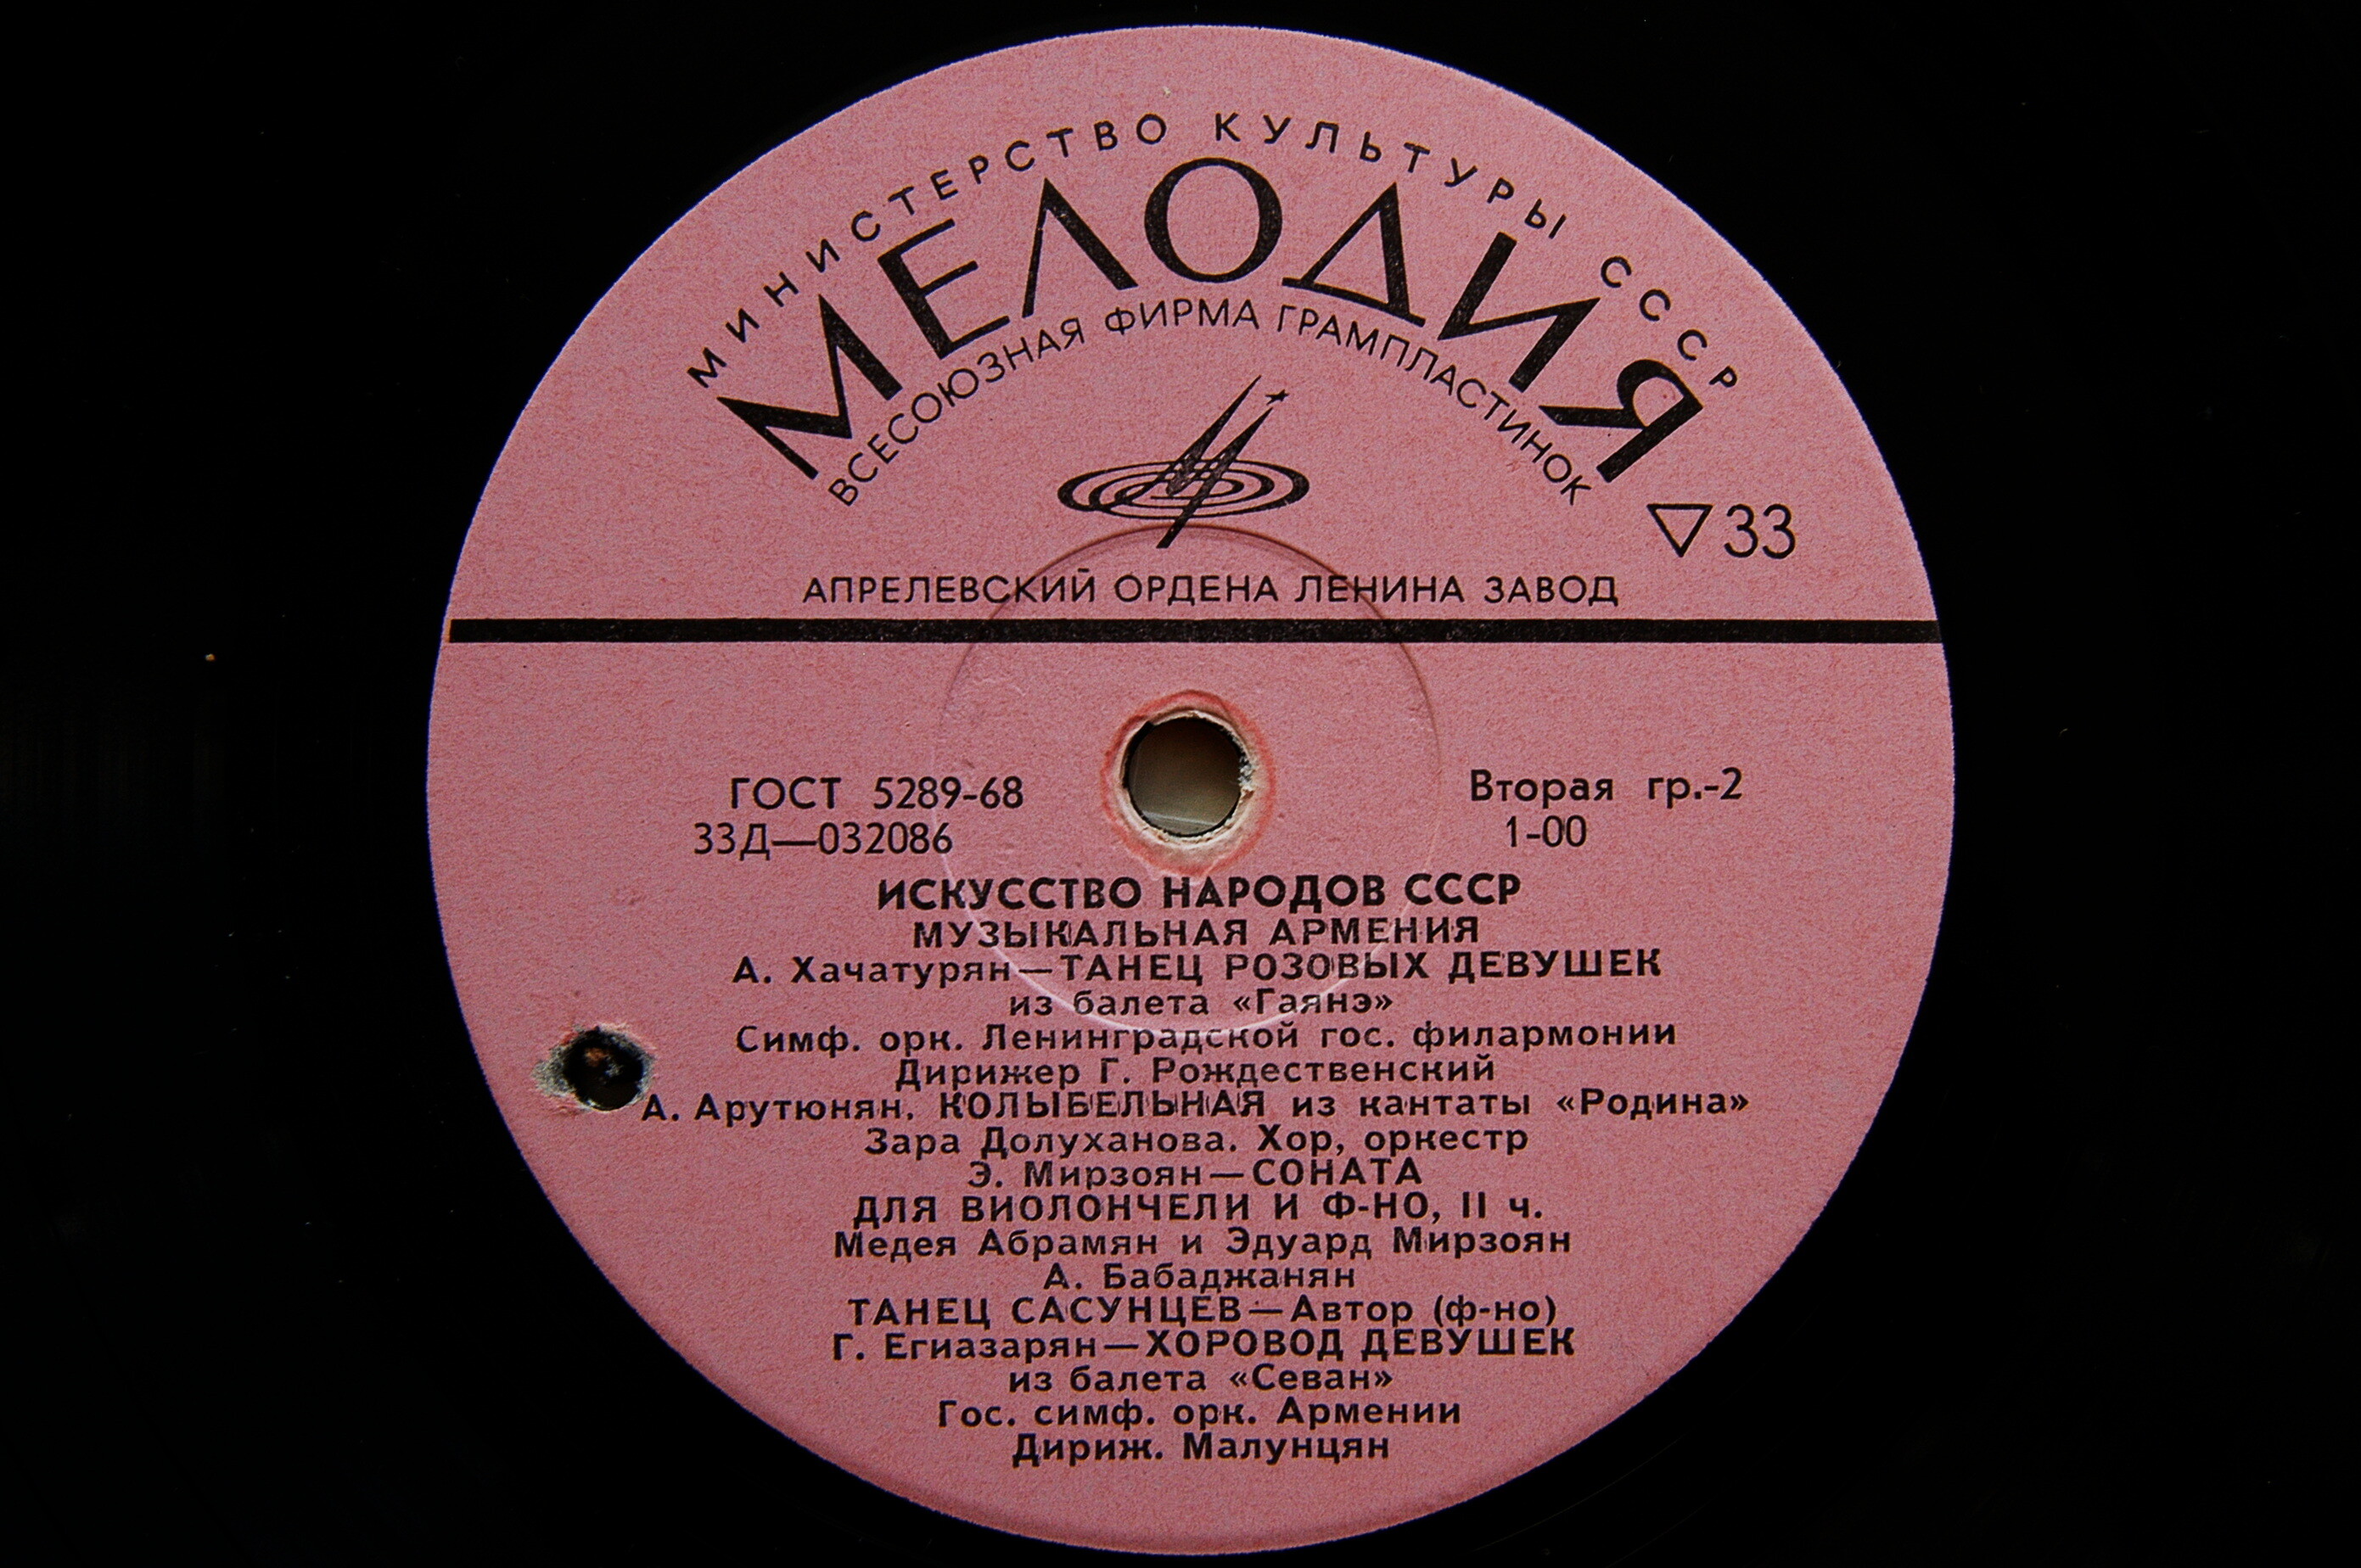 МИНИСТЕРСТВО КУЛЬТУРЫ СССР
МЕЛОДИЯ
ВСЕСОЮЗНАЯ ФИРМА ГРАМПЛАСТИНОК
▽33
АПРЕЛЕВСКИЙ ОРДЕНА ЛЕНИНА ЗАВОД
ГОСТ 5289-68
33Д—032086
Вторая гр.-2
1-00
ИСКУССТВО НАРОДОВ СССР
МУЗЫКАЛЬНАЯ АРМЕНИЯ
А. Хачатурян—ТАНЕЦ РОЗОВЫХ ДЕВУШЕК
из балета «Гаянэ»
Симф. орк. Ленинградской гос. филармонии
Дирижер Г. Рождественский
А. Арутюнян. КОЛЫБЕЛЬНАЯ из кантаты «Родина»
Зара Долуханова. Хор, оркестр
Э. Мирзоян—СОНАТА
ДЛЯ ВИОЛОНЧЕЛИ И Ф-НО, II ч.
Медея Абрамян и Эдуард Мирзоян
А. Бабаджанян
ТАНЕЦ САСУНЦЕВ—Автор (ф-но)
Г. Егиазарян—ХОРОВОД ДЕВУШЕК
из балета «Севан»
Гос. симф. орк. Армении
Дириж. Малунцян